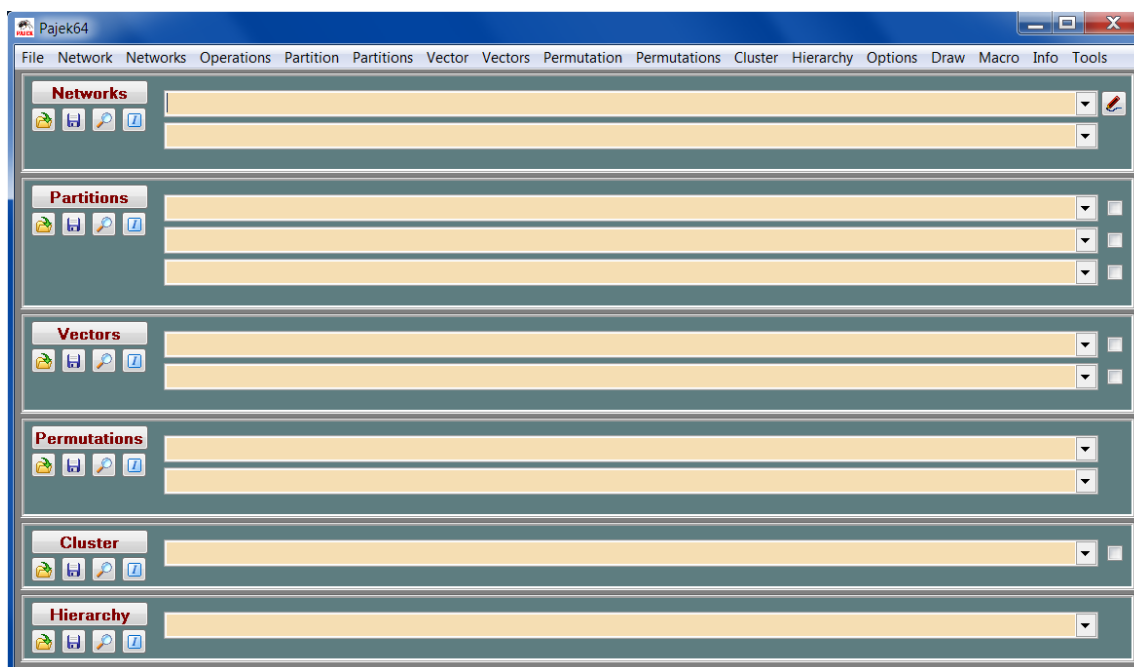 Pajek64
File Network Networks Operations Partition Partitions Vector Vectors Permutation Permutations Cluster Hierarchy Options Draw Macro Info Tools
Networks
Partitions
Vectors
Permutations
Cluster
Hierarchy